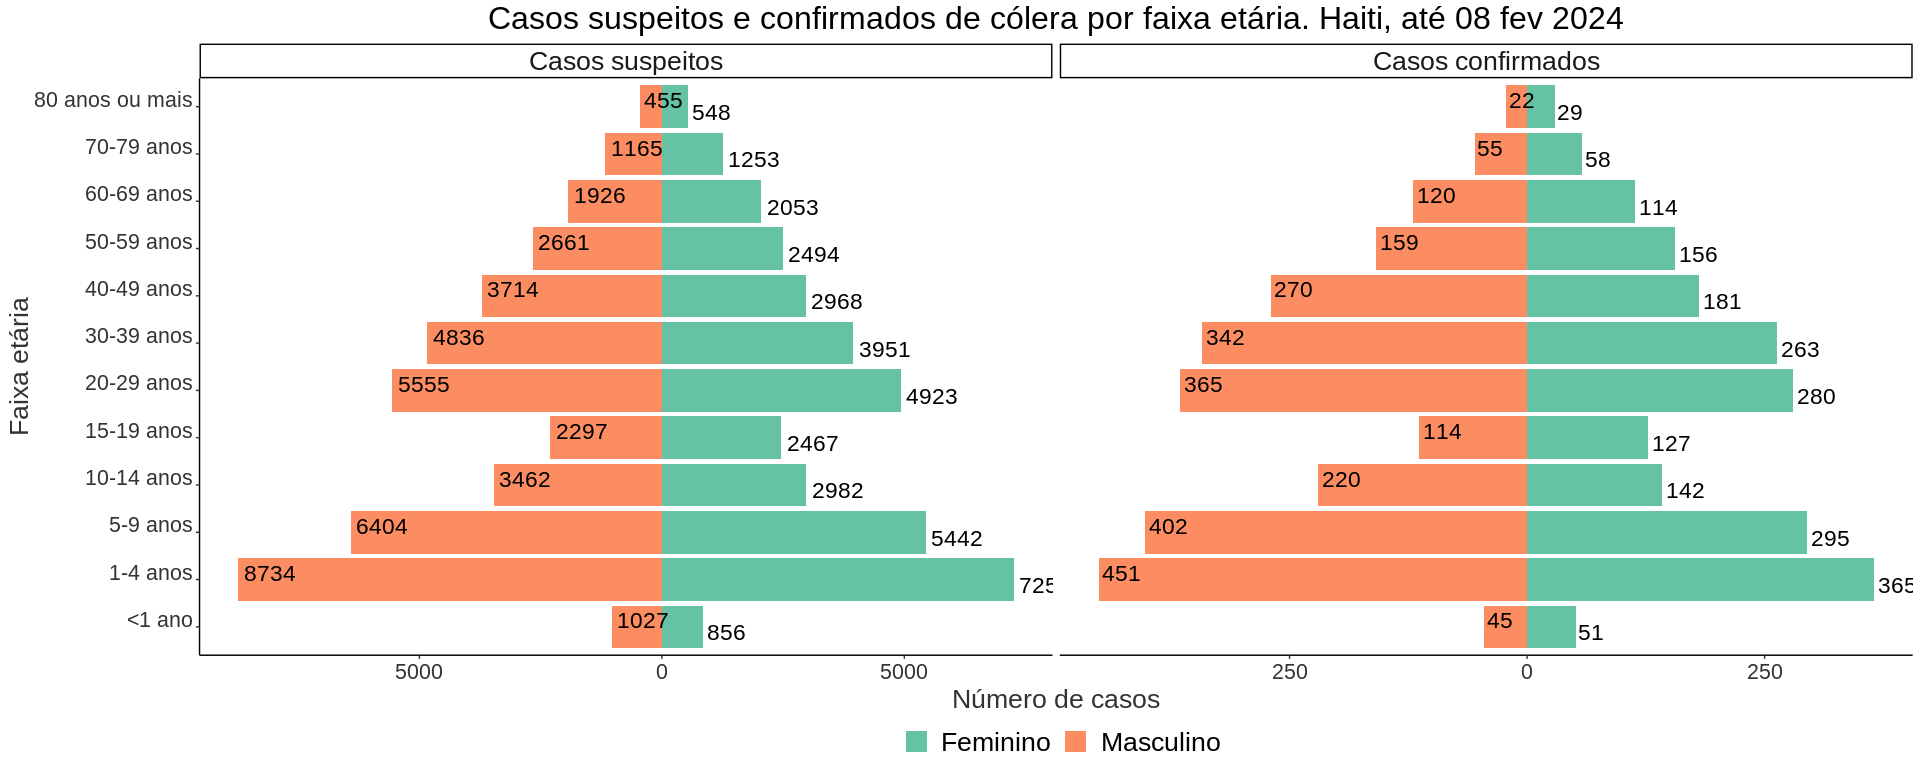 Casos suspeitos e confirmados de cólera por faixa etária. Haiti, até 08 fev 2024
Casos suspeitos Casos confirmados
80 anos ou mais 455 548 22 29
70-79 anos 1165 1253 55 58
60-69 anos 1926 2053 120 114
50-59 anos 2661 2494 159 156
40-49 anos 3714 2968 270 181
30-39 anos 4836 3951 342 263
20-29 anos 5555 4923 365 280
15-19 anos 2297 2467 114 127
10-14 anos 3462 2982 220 142
5-9 anos 6404 5442 402 295
1-4 anos 8734 451 365
<1 ano 1027 856 45 51
5000 0 5000 250 0 250
Faixa etária
Número de casos
Feminino Masculino